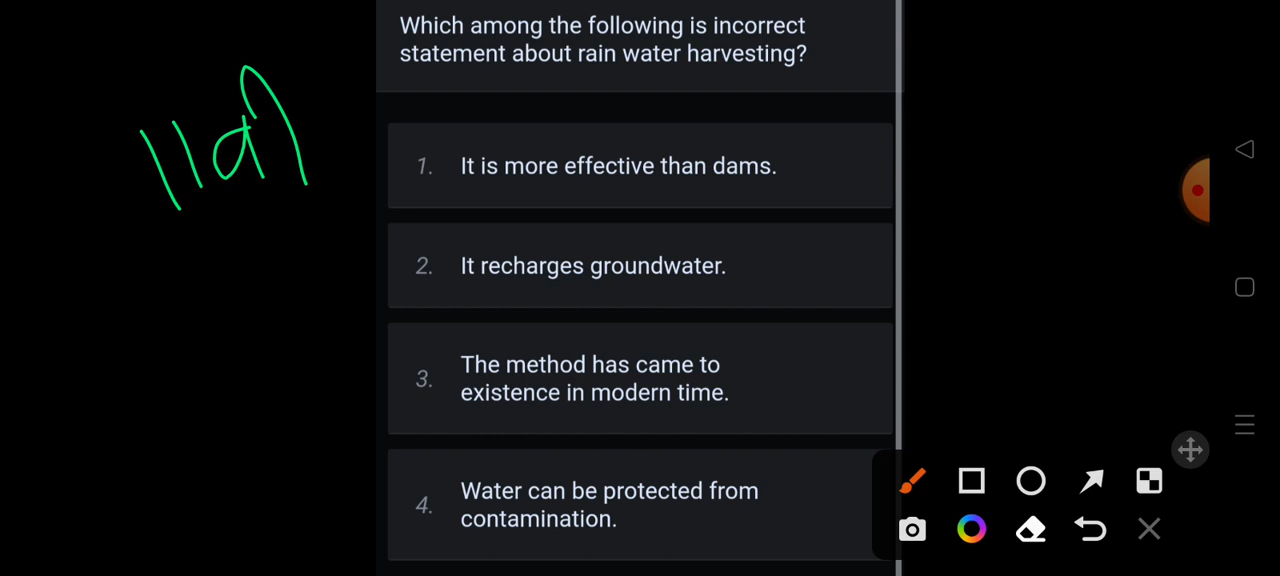 Which among the following is incorrect
statement about rain water harvesting?
1. It is more effective than dams.
2. It recharges groundwater.
3. The method has came to
existence in modern time.
4. Water can be protected from
contamination.